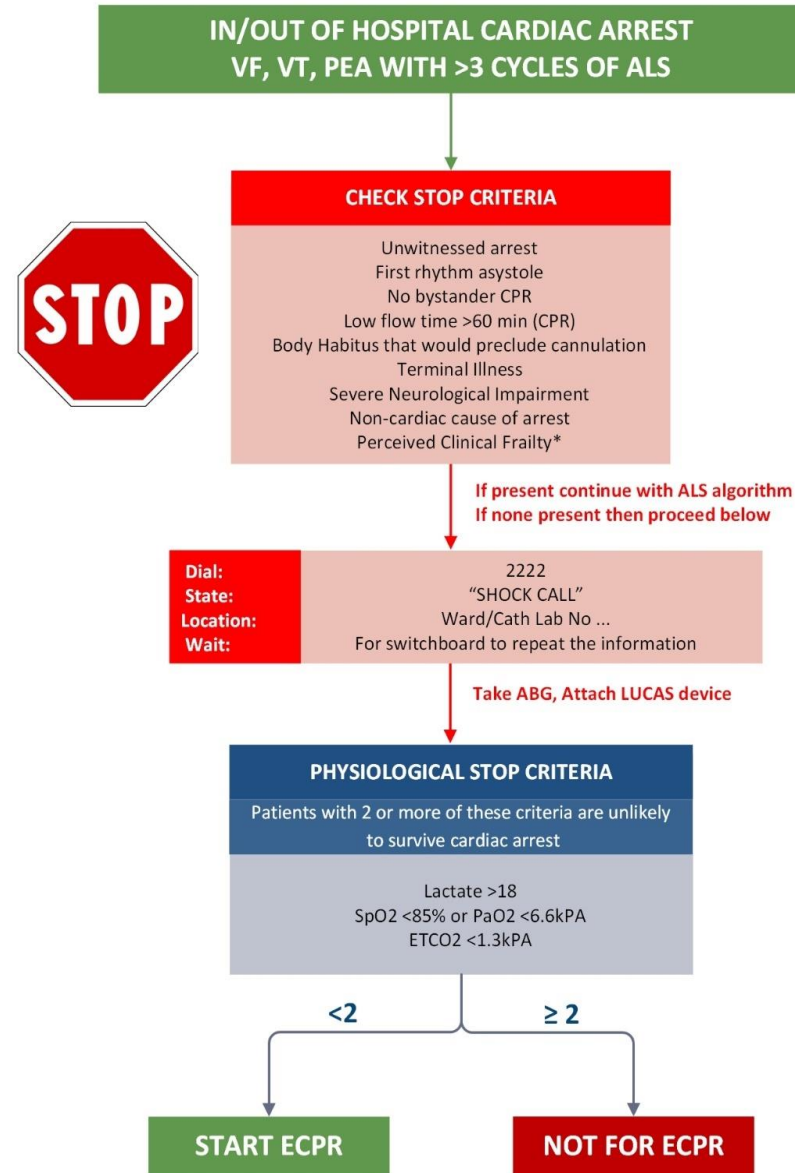 IN/OUT OF HOSPITAL CARDIAC ARREST
VF, VT, PEA WITH >3 CYCLES OF ALS
CHECK STOP CRITERIA
STOP
Unwitnessed arrest
First rhythm asystole
No bystander CPR
Low flow time >60 min (CPR)
Body Habitus that would preclude cannulation
Terminal Illness
Severe Neurological Impairment
Non-cardiac cause of arrest
Perceived Clinical Frailty*
If present continue with ALS algorithm
If none present then proceed below
Dial: 2222
State: “SHOCK CALL”
Location: Ward/Cath Lab No ...
Wait: For switchboard to repeat the information
Take ABG, Attach LUCAS device
PHYSIOLOGICAL STOP CRITERIA
Patients with 2 or more of these criteria are unlikely
to survive cardiac arrest
Lactate >18
SpO2 <85% or PaO2 <6.6kPA
ETCO2 <1.3kPA
<2 ≥ 2
START ECPR NOT FOR ECPR